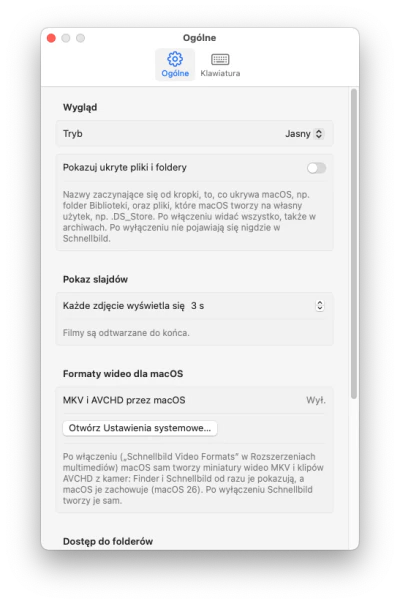 Ogólne
Ogólne
Klawiatura
Wygląd
Tryb
Jasny
Pokazuj ukryte pliki i foldery
Nazwy zaczynające się od kropki, to, co ukrywa macOS, np.
folder Biblioteki, oraz pliki, które macOS tworzy na własny
użytek, np. .DS_Store. Po włączeniu widać wszystko, także w
archiwach. Po wyłączeniu nie pojawiają się nigdzie w
Schnellbild.
Pokaz slajdów
Każde zdjęcie wyświetla się 3 s
Filmy są odtwarzane do końca.
Formaty wideo dla macOS
MKV i AVCHD przez macOS
Wył.
Otwórz Ustawienia systemowe...
Po włączeniu („Schnellbild Video Formats” w Rozszerzeniach
multimediów) macOS sam tworzy miniatury wideo MKV i klipów
AVCHD z kamer: Finder i Schnellbild od razu je pokazują, a
macOS je zachowuje (macOS 26). Po wyłączeniu Schnellbild
tworzy je sam.
Dostęp do folderów